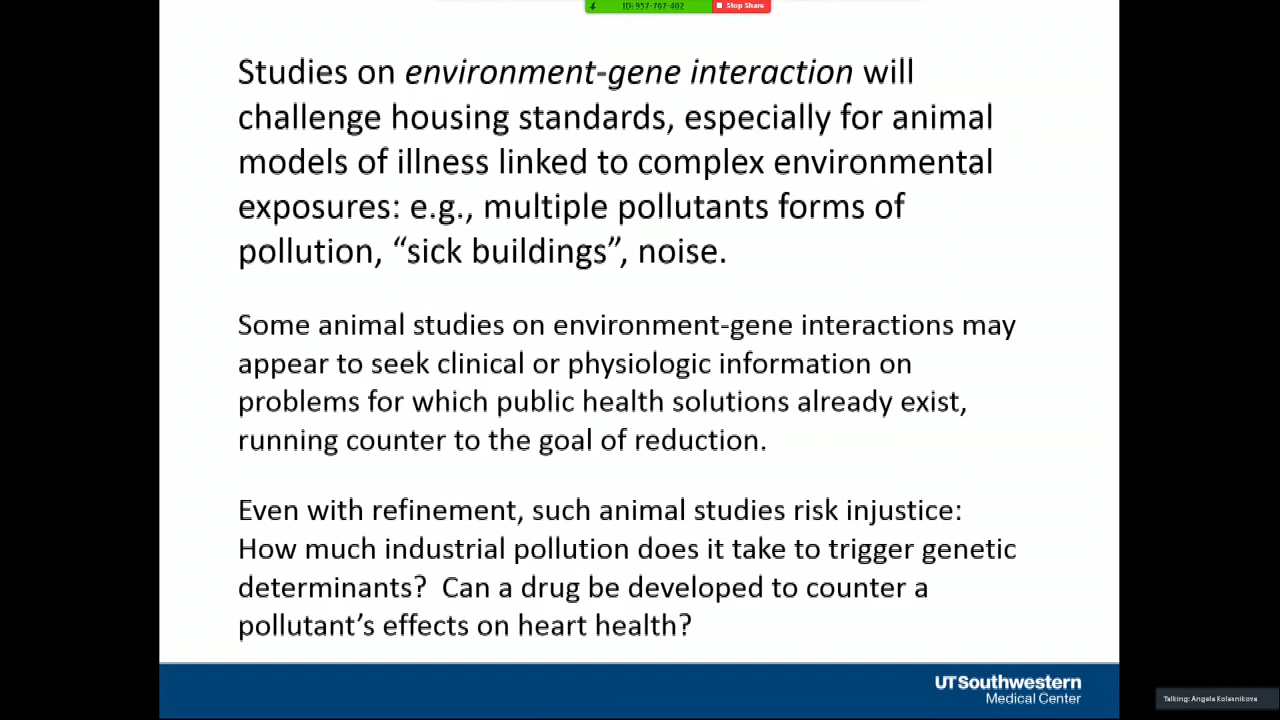 ID: 957-767-402 Stop Share
Studies on environment-gene interaction will
challenge housing standards, especially for animal
models of illness linked to complex environmental
exposures: e.g., multiple pollutants forms of
pollution, “sick buildings”, noise.
Some animal studies on environment-gene interactions may
appear to seek clinical or physiologic information on
problems for which public health solutions already exist,
running counter to the goal of reduction.
Even with refinement, such animal studies risk injustice:
How much industrial pollution does it take to trigger genetic
determinants? Can a drug be developed to counter a
pollutant’s effects on heart health?
UTSouthwestern
Medical Center
Talking: Angela Kolesnikova